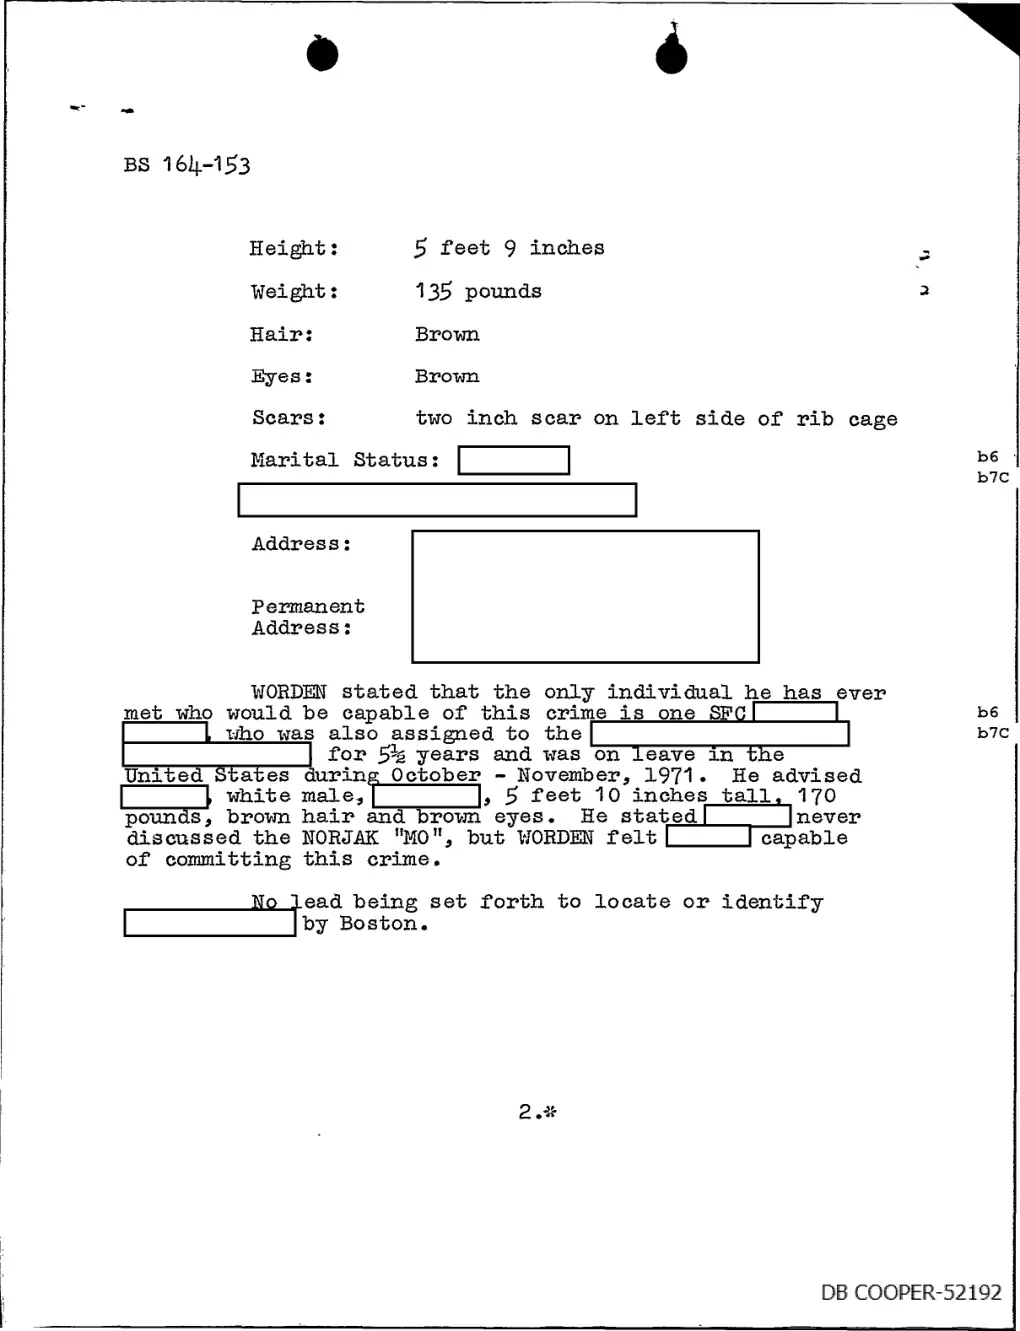 BS 164-153
Height: 5 feet 9 inches
Weight: 135 pounds
Hair: Brown
Eyes: Brown
Scars: two inch scar on left side of rib cage
Marital Status:
b6
b7C
Address:
Permanent
Address:
WORDEN stated that the only individual he has ever
met who would be capable of this crime is one SFC
, who was also assigned to the
for 5½ years and was on leave in the
United States during October - November, 1971. He advised
, white male, , 5 feet 10 inches tall, 170
pounds, brown hair and brown eyes. He stated never
discussed the NORJAK "MO", but WORDEN felt capable
of committing this crime.
b6
b7C
No lead being set forth to locate or identify
by Boston.
2.*
DB COOPER-52192